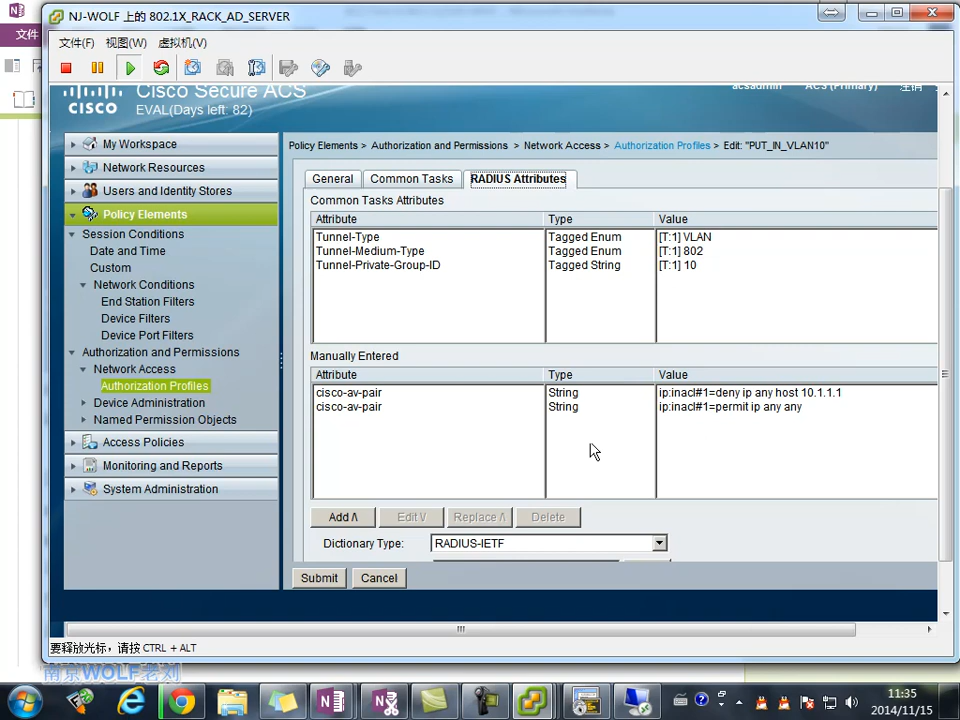 NJ-WOLF 上的 802.1X_RACK_AD_SERVER
文件
文件(F) 视图(W) 虚拟机(V)
CISCO
Cisco Secure ACS
EVAL(Days left: 82)
acsadmin ACS (Primary) 注销
My Workspace
Network Resources
Users and Identity Stores
Policy Elements
Session Conditions
Date and Time
Custom
Network Conditions
End Station Filters
Device Filters
Device Port Filters
Authorization and Permissions
Network Access
Authorization Profiles
Device Administration
Named Permission Objects
Access Policies
Monitoring and Reports
System Administration
Policy Elements > Authorization and Permissions > Network Access > Authorization Profiles > Edit: "PUT_IN_VLAN10"
General Common Tasks RADIUS Attributes
Common Tasks Attributes
Attribute Type Value
Tunnel-Type Tagged Enum [T:1] VLAN
Tunnel-Medium-Type Tagged Enum [T:1] 802
Tunnel-Private-Group-ID Tagged String [T:1] 10
Manually Entered
Attribute Type Value
cisco-av-pair String ip:inacl#1=deny ip any host 10.1.1.1
cisco-av-pair String ip:inacl#1=permit ip any any
Add /\ Edit \/ Replace /\ Delete
Dictionary Type: RADIUS-IETF
Submit Cancel
要释放光标，请按 CTRL + ALT
南京WOLF老刘
11:35
2014/11/15